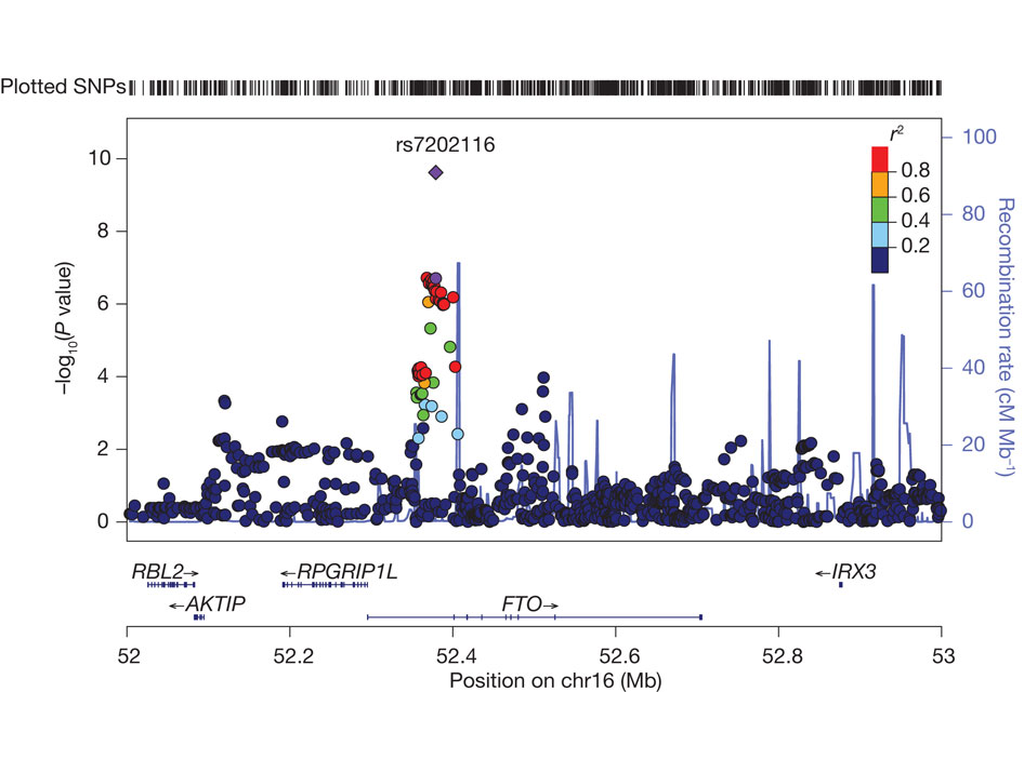 Plotted SNPs
rs7202116
r²
0.8
0.6
0.4
0.2
10
8
6
4
2
0
–log₁₀(P value)
100
80
60
40
20
0
Recombination rate (cM Mb⁻¹)
RBL2→
←RPGRIP1L
←IRX3
←AKTIP
FTO→
52 52.2 52.4 52.6 52.8 53
Position on chr16 (Mb)